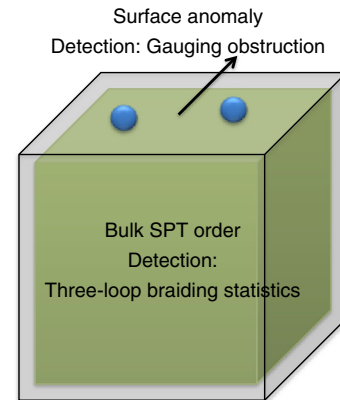 Surface anomaly
Detection: Gauging obstruction
Bulk SPT order
Detection:
Three-loop braiding statistics